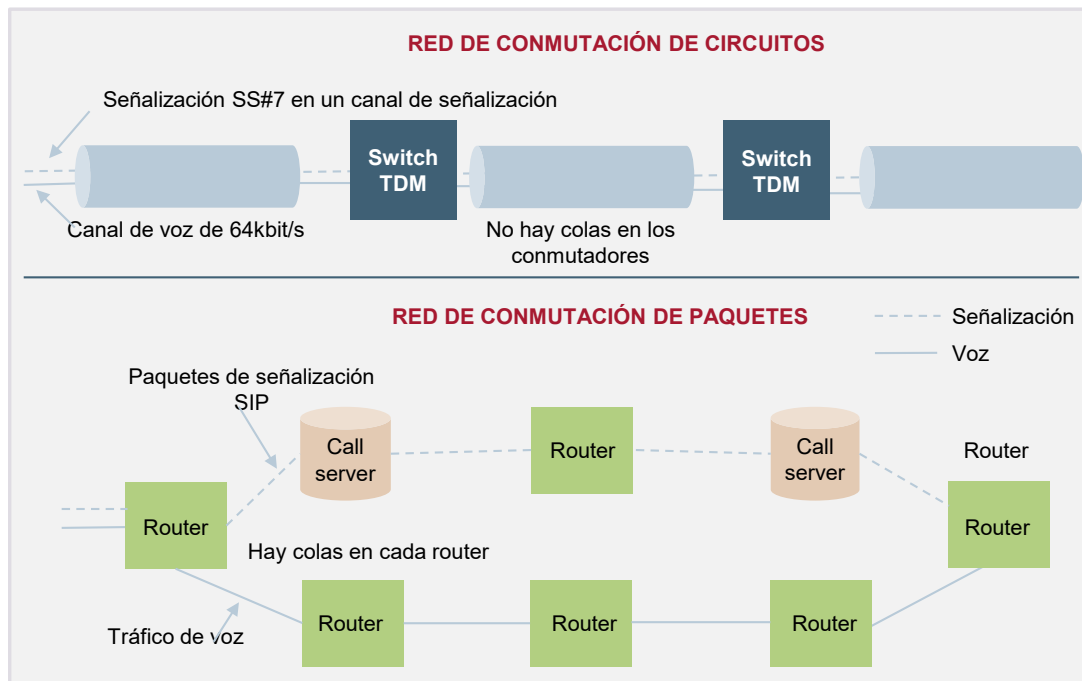 RED DE CONMUTACIÓN DE CIRCUITOS
Señalización SS#7 en un canal de señalización
Switch
TDM
Switch
TDM
Canal de voz de 64kbit/s
No hay colas en los
conmutadores
RED DE CONMUTACIÓN DE PAQUETES
Señalización
Voz
Paquetes de señalización
SIP
Call
server
Router
Call
server
Router
Router
Router
Hay colas en cada router
Router
Router
Router
Tráfico de voz